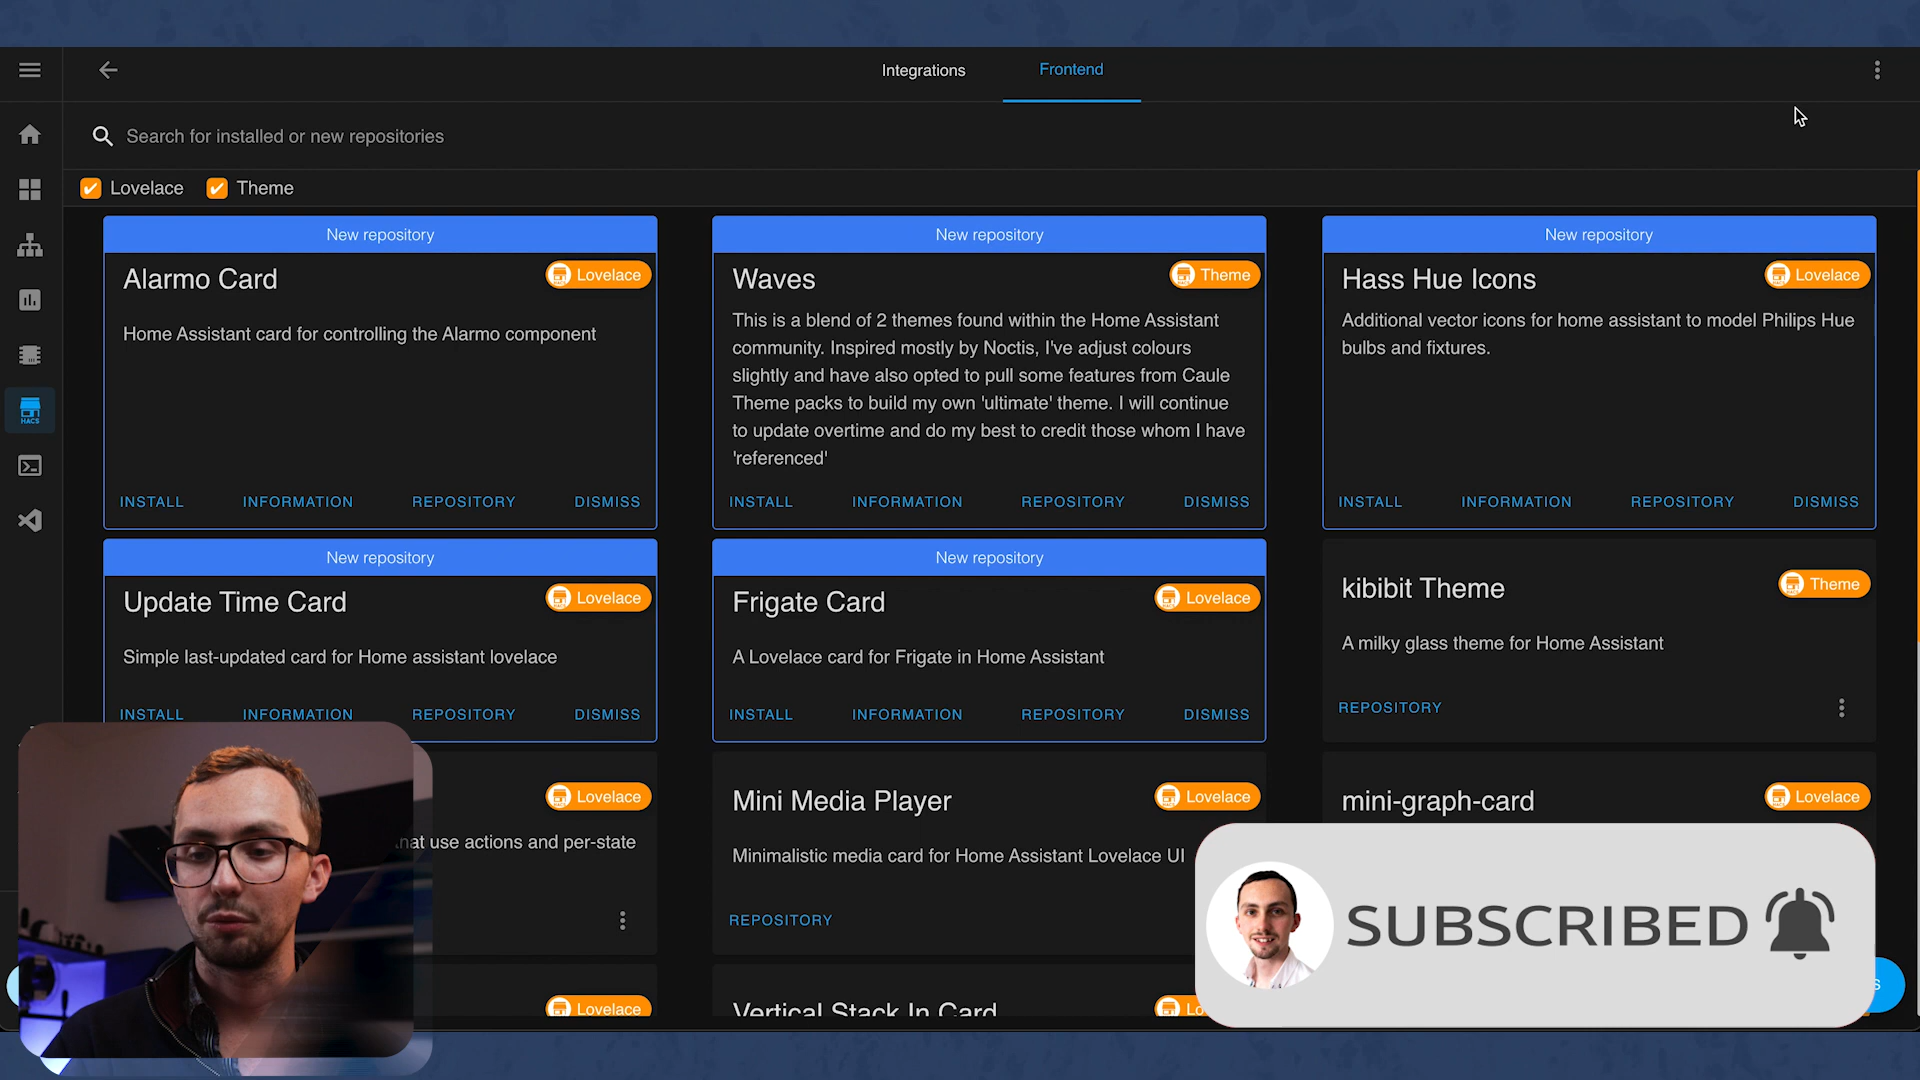 Integrations
Frontend
Search for installed or new repositories
Lovelace
Theme
New repository
Alarmo Card
Lovelace
Home Assistant card for controlling the Alarmo component
INSTALL
INFORMATION
REPOSITORY
DISMISS
New repository
Waves
Theme
This is a blend of 2 themes found within the Home Assistant
community. Inspired mostly by Noctis, I've adjust colours
slightly and have also opted to pull some features from Caule
Theme packs to build my own 'ultimate' theme. I will continue
to update overtime and do my best to credit those whom I have
'referenced'
INSTALL
INFORMATION
REPOSITORY
DISMISS
New repository
Hass Hue Icons
Lovelace
Additional vector icons for home assistant to model Philips Hue
bulbs and fixtures.
INSTALL
INFORMATION
REPOSITORY
DISMISS
HACS
New repository
Update Time Card
Lovelace
Simple last-updated card for Home assistant lovelace
INSTALL
INFORMATION
REPOSITORY
DISMISS
New repository
Frigate Card
Lovelace
A Lovelace card for Frigate in Home Assistant
INSTALL
INFORMATION
REPOSITORY
DISMISS
kibibit Theme
Theme
A milky glass theme for Home Assistant
REPOSITORY
Lovelace
use actions and per-state
Mini Media Player
Lovelace
Minimalistic media card for Home Assistant Lovelace UI
REPOSITORY
mini-graph-card
Lovelace
SUBSCRIBED
Lovelace
Vertical Stack In Card